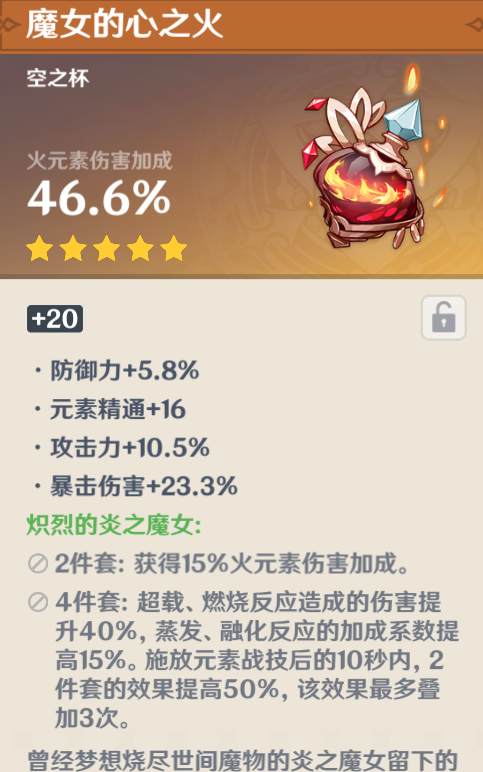 魔女的心之火
空之杯
火元素伤害加成
46.6%
+20
·防御力+5.8%
·元素精通+16
·攻击力+10.5%
·暴击伤害+23.3%
炽烈的炎之魔女:
2件套: 获得15%火元素伤害加成。
4件套: 超载、燃烧反应造成的伤害提
升40%, 蒸发、融化反应的加成系数提
高15%。施放元素战技后的10秒内, 2
件套的效果提高50%, 该效果最多叠
加3次。
曾经梦想烧尽世间魔物的炎之魔女留下的